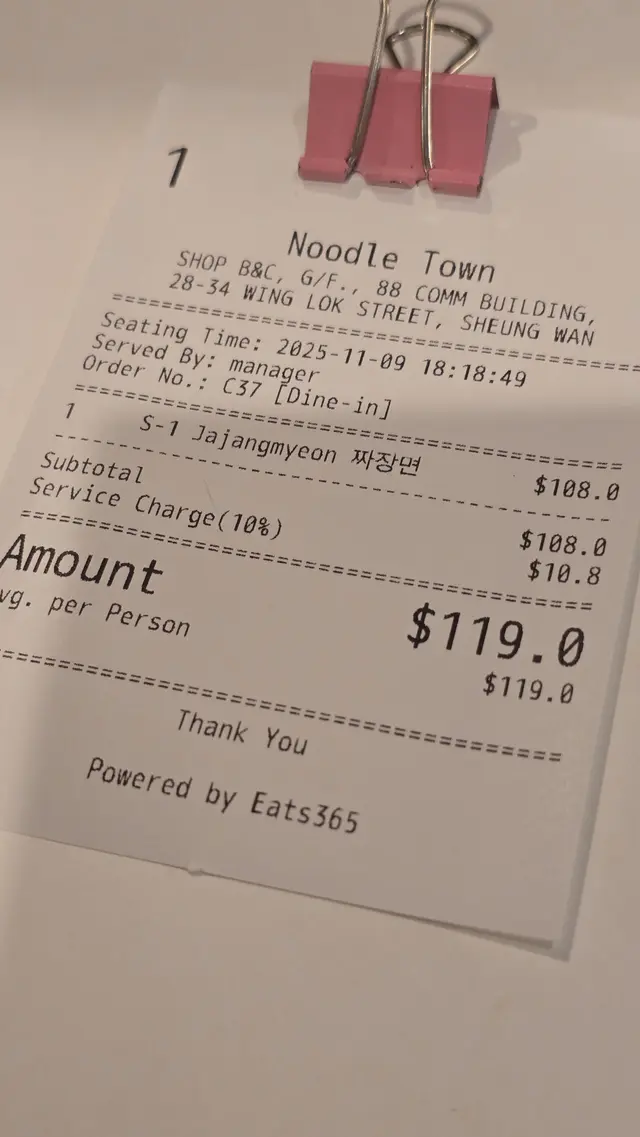 1
Noodle Town
SHOP B&C, G/F., 88 COMM BUILDING,
28-34 WING LOK STREET, SHEUNG WAN
=====================================
Seating Time: 2025-11-09 18:18:49
Served By: manager
Order No.: C37 [Dine-in]
=====================================
1 S-1 Jajangmyeon 짜장면 $108.0
-------------------------------------
Subtotal $108.0
Service Charge(10%) $10.8
=====================================
Amount $119.0
vg. per Person $119.0
=====================================
Thank You
Powered by Eats365